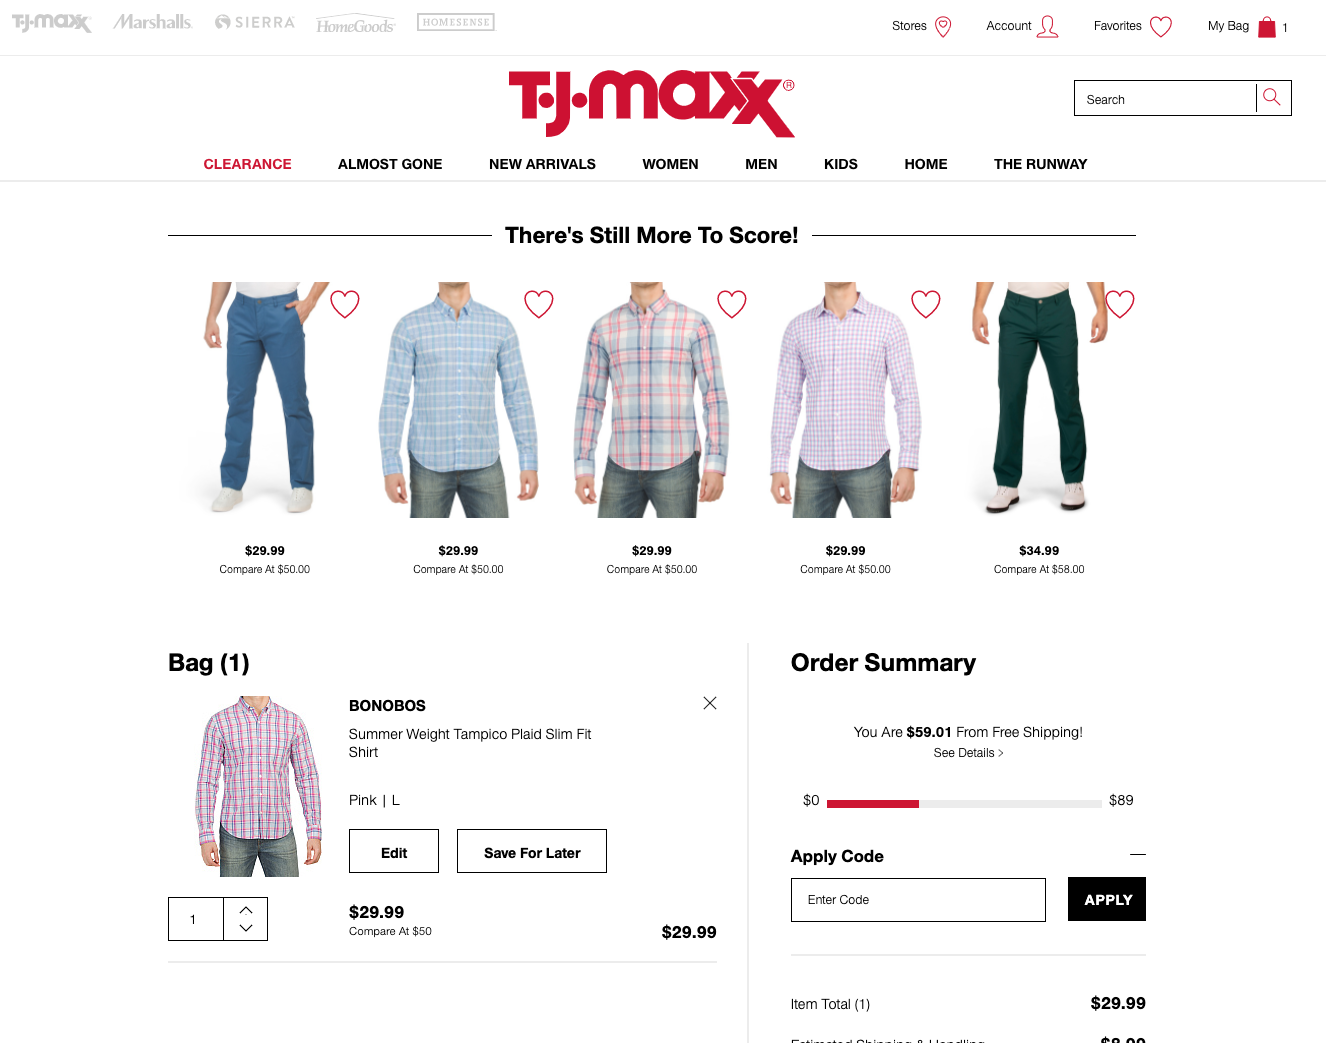 T·J·maxx Marshalls. SIERRA HomeGoods HOMESENSE
Stores Account Favorites My Bag 1
T·J·maxx®
Search
CLEARANCE ALMOST GONE NEW ARRIVALS WOMEN MEN KIDS HOME THE RUNWAY
There's Still More To Score!
$29.99 $29.99 $29.99 $29.99 $34.99
Compare At $50.00 Compare At $50.00 Compare At $50.00 Compare At $50.00 Compare At $58.00
Bag (1)
BONOBOS
Summer Weight Tampico Plaid Slim Fit
Shirt
Pink | L
Edit Save For Later
1
$29.99
Compare At $50
$29.99
Order Summary
You Are $59.01 From Free Shipping!
See Details >
$0 $89
Apply Code
Enter Code APPLY
Item Total (1) $29.99
Estimated Shipping & Handling $8.99